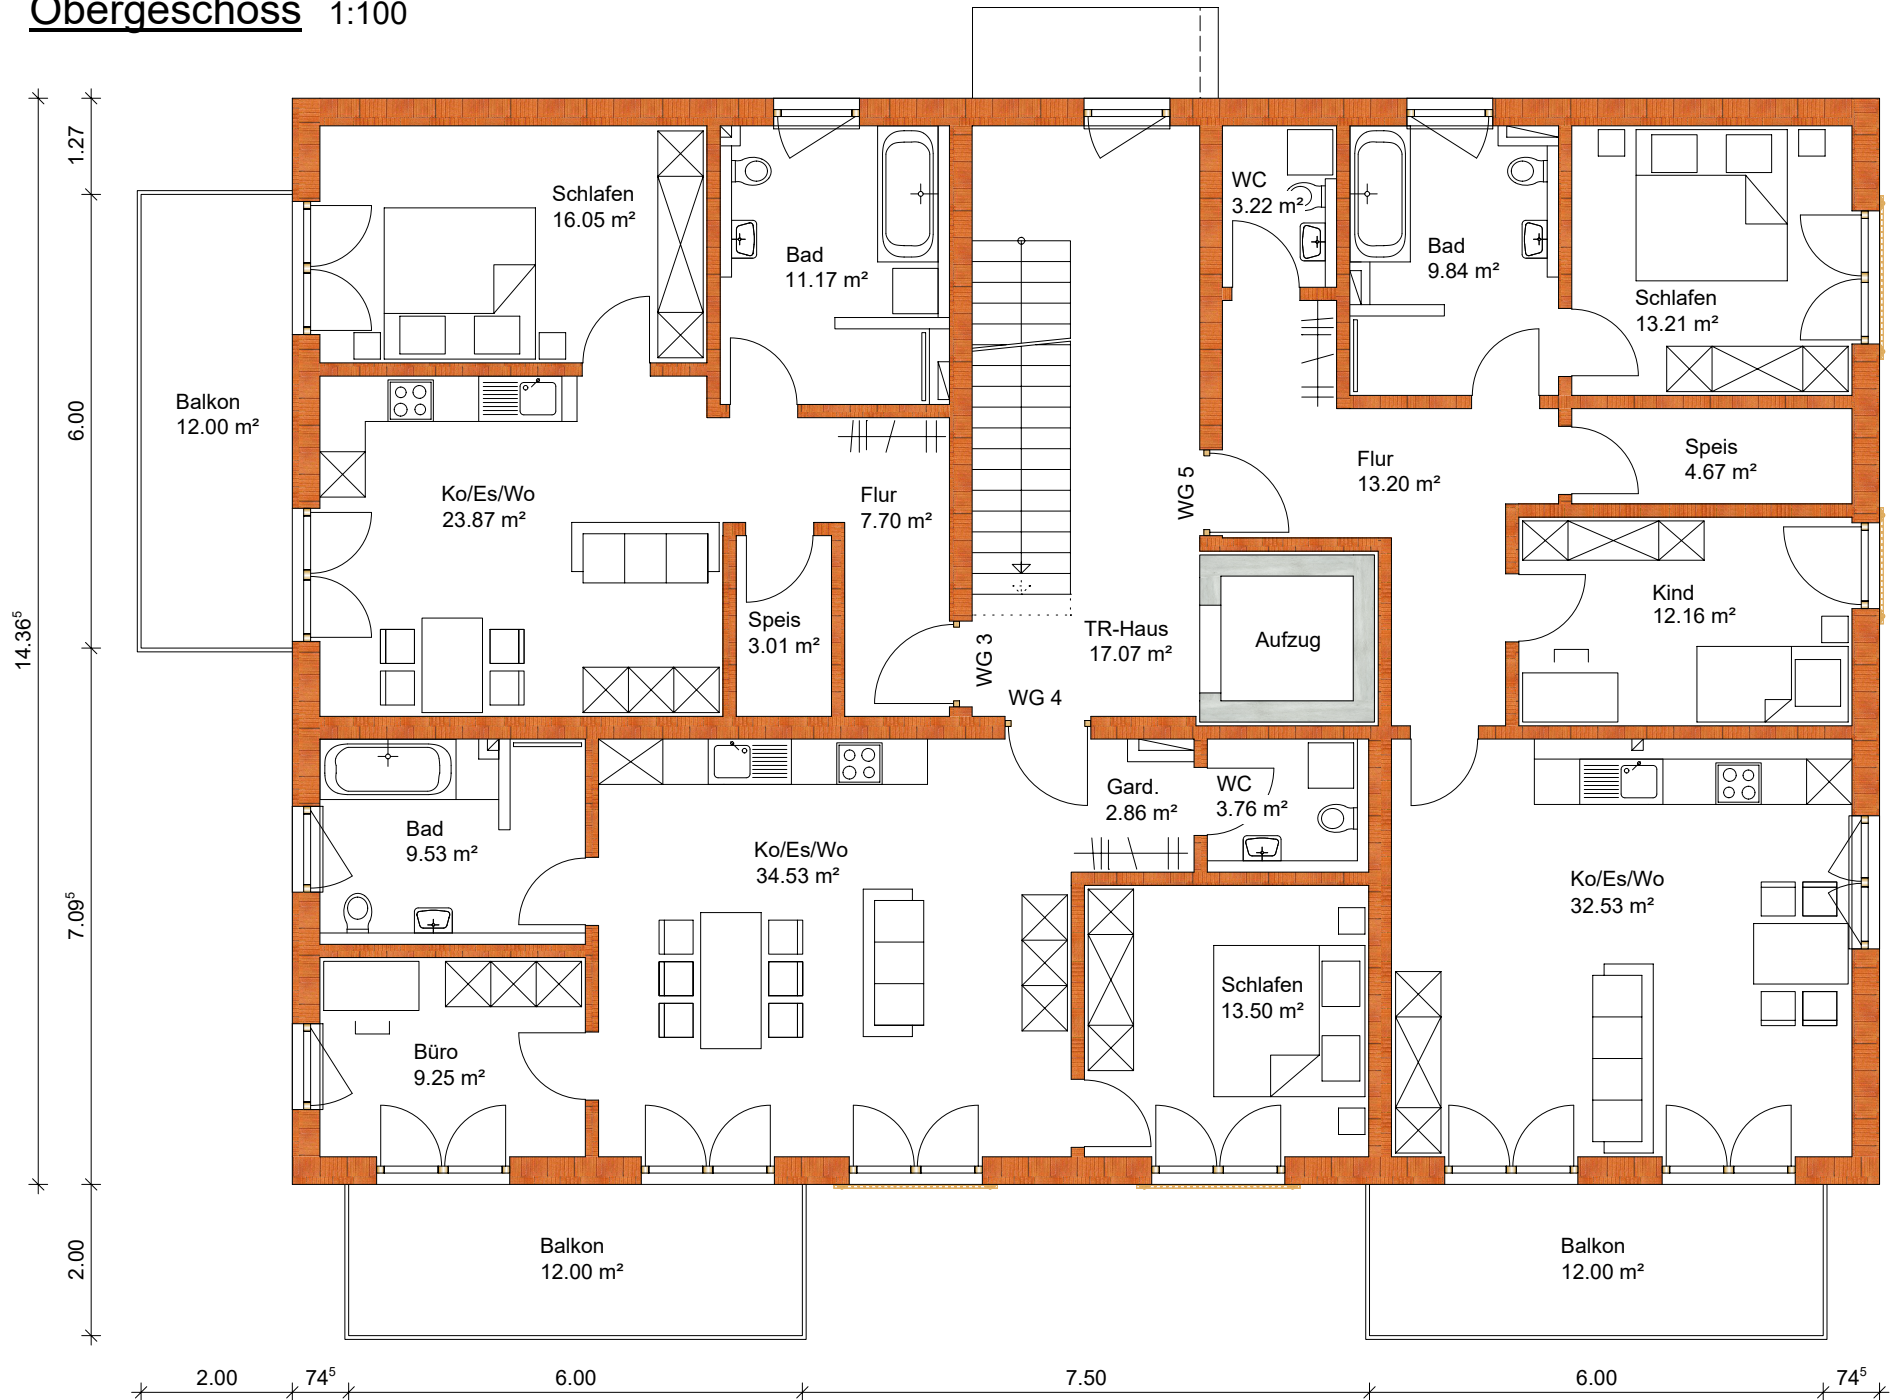 Obergeschoss 1:100
1.27
6.00
14.36⁵
7.09⁵
2.00
Balkon
12.00 m²
Schlafen
16.05 m²
Bad
11.17 m²
WC
3.22 m²
Bad
9.84 m²
Schlafen
13.21 m²
Ko/Es/Wo
23.87 m²
Flur
7.70 m²
Speis
3.01 m²
WG 3
WG 4
WG 5
TR-Haus
17.07 m²
Aufzug
Flur
13.20 m²
Speis
4.67 m²
Kind
12.16 m²
Bad
9.53 m²
Ko/Es/Wo
34.53 m²
Gard.
2.86 m²
WC
3.76 m²
Ko/Es/Wo
32.53 m²
Büro
9.25 m²
Schlafen
13.50 m²
Balkon
12.00 m²
Balkon
12.00 m²
2.00 74⁵ 6.00 7.50 6.00 74⁵